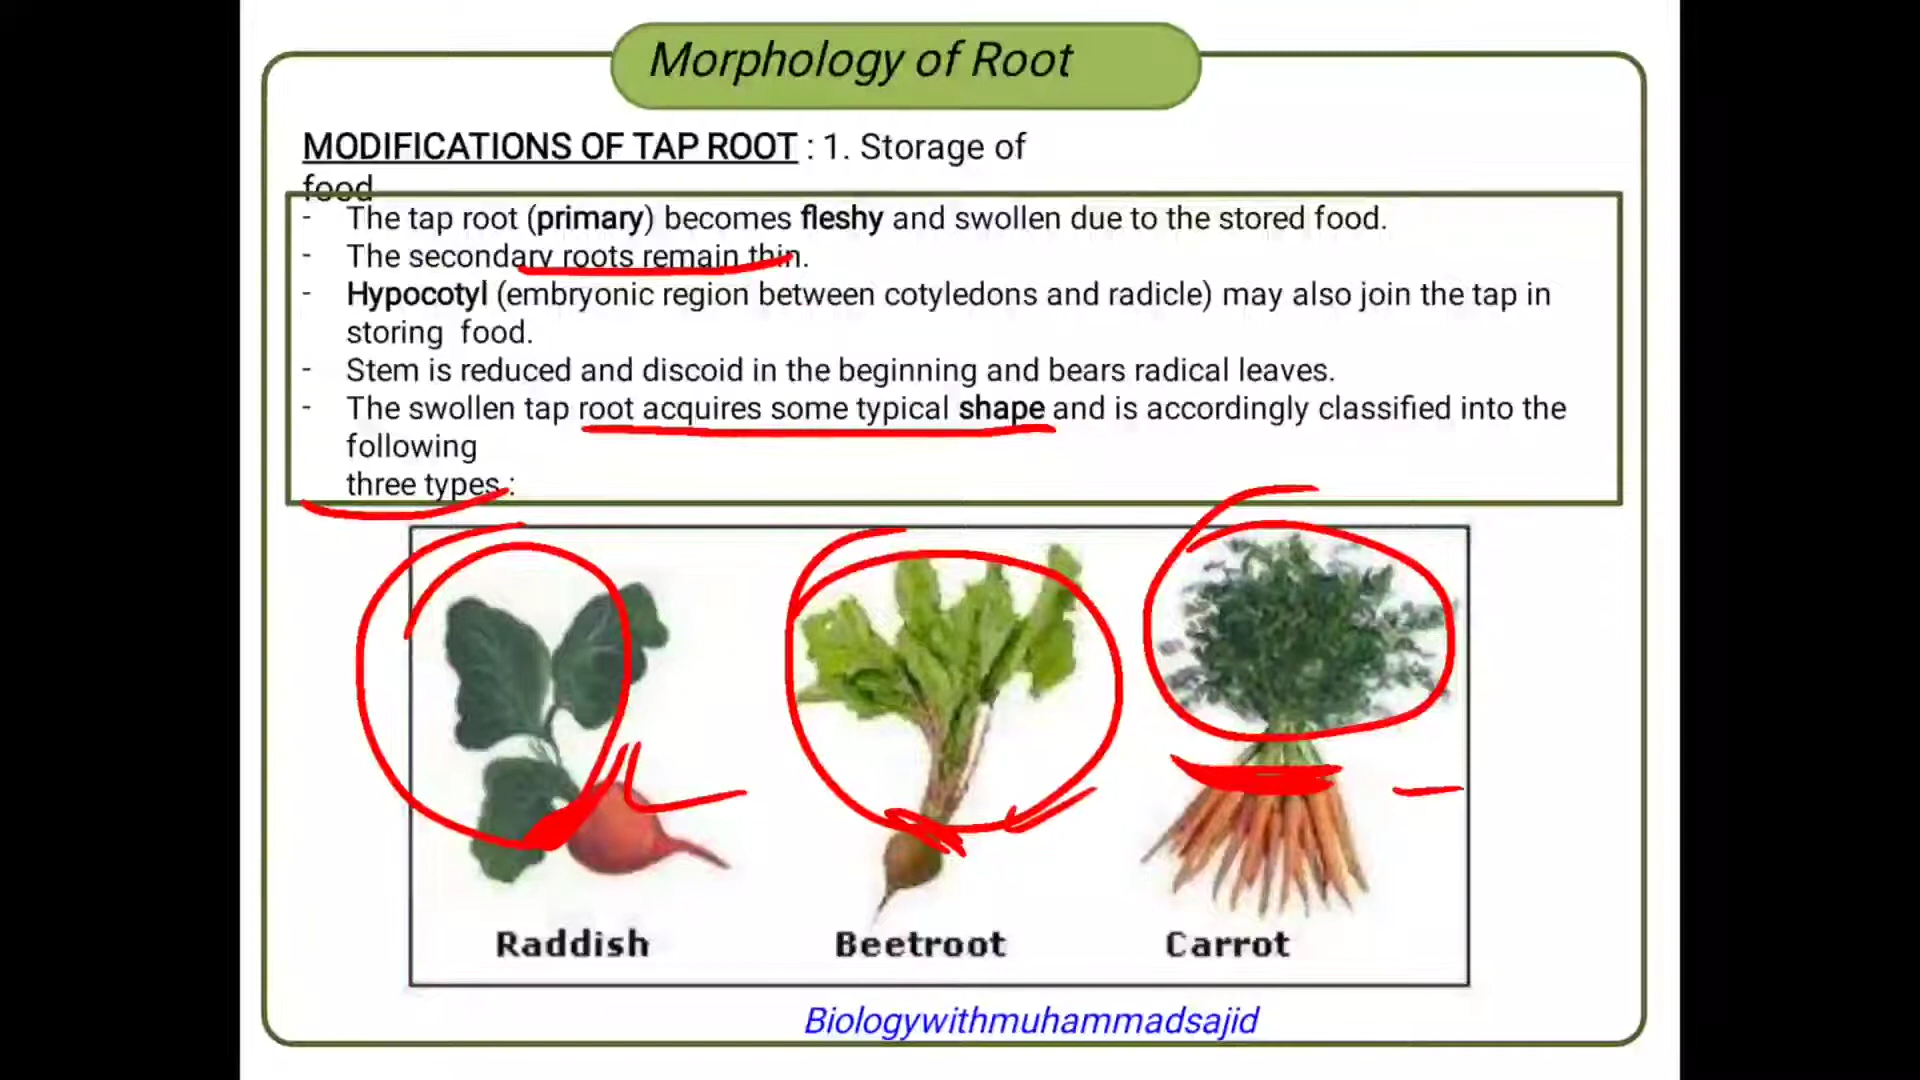 Morphology of Root
MODIFICATIONS OF TAP ROOT : 1. Storage of
food
- The tap root (primary) becomes fleshy and swollen due to the stored food.
- The secondary roots remain thin.
- Hypocotyl (embryonic region between cotyledons and radicle) may also join the tap in
storing food.
- Stem is reduced and discoid in the beginning and bears radical leaves.
- The swollen tap root acquires some typical shape and is accordingly classified into the
following
three types :
Raddish Beetroot Carrot
Biologywithmuhammadsajid